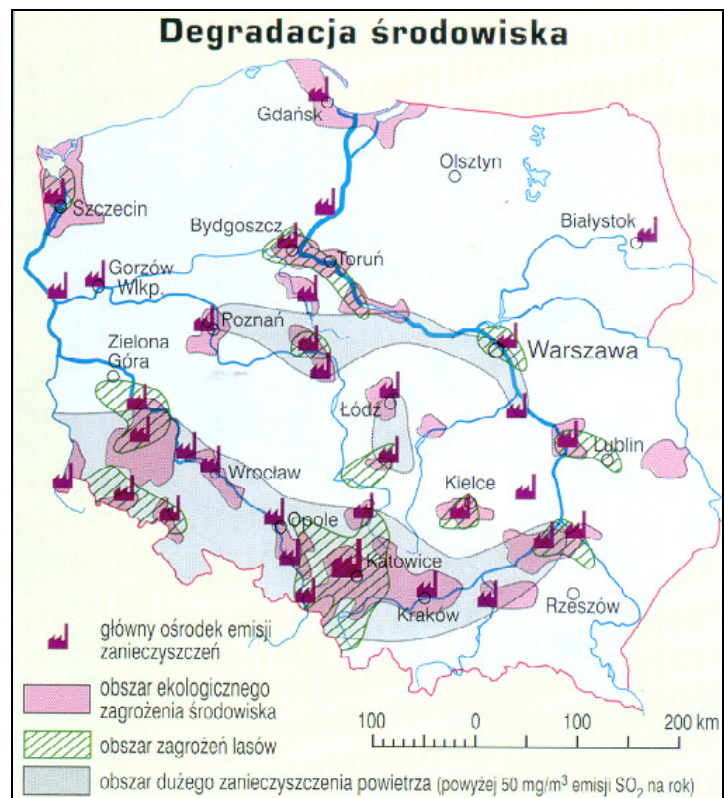 Degradacja środowiska
Gdańsk
Olsztyn
Szczecin
Bydgoszcz
Białystok
Toruń
Gorzów
Wlkp.
Poznań
Zielona
Góra
Warszawa
Łódź
Lublin
Wrocław
Kielce
Opole
Katowice
Kraków
Rzeszów
główny ośrodek emisji
zanieczyszczeń
obszar ekologicznego
zagrożenia środowiska
100 0 100 200 km
obszar zagrożeń lasów
obszar dużego zanieczyszczenia powietrza (powyżej 50 mg/m³ emisji SO₂ na rok)